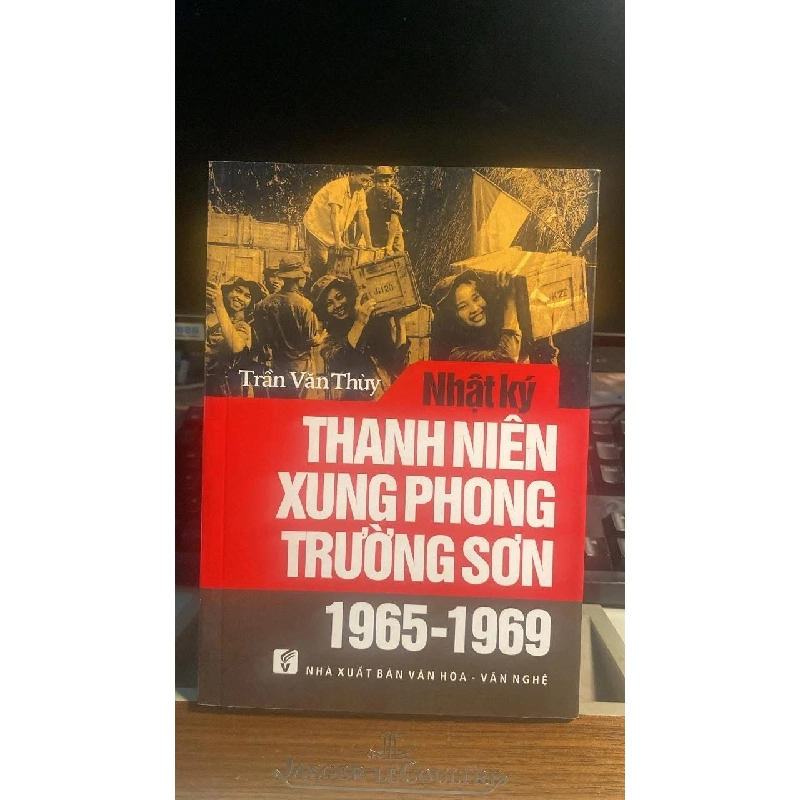 Trần Văn Thùy
Nhật ký
THANH NIÊN
XUNG PHONG
TRƯỜNG SƠN
1965-1969
NHÀ XUẤT BẢN VĂN HÓA - VĂN NGHỆ